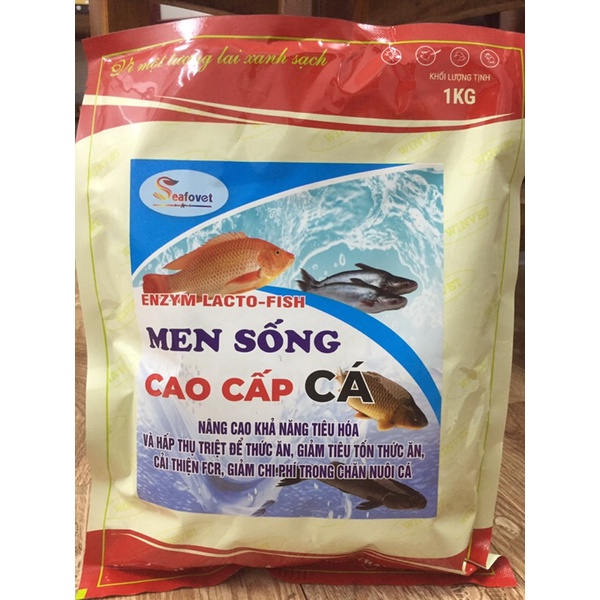 Vì một tương lai xanh sạch
KHỐI LƯỢNG TỊNH
1KG
Seafovet
ENZYM LACTO-FISH
MEN SỐNG
CAO CẤP CÁ
NÂNG CAO KHẢ NĂNG TIÊU HÓA
VÀ HẤP THỤ TRIỆT ĐỂ THỨC ĂN, GIẢM TIÊU TỐN THỨC ĂN,
CẢI THIỆN FCR, GIẢM CHI PHÍ TRONG CHĂN NUÔI CÁ